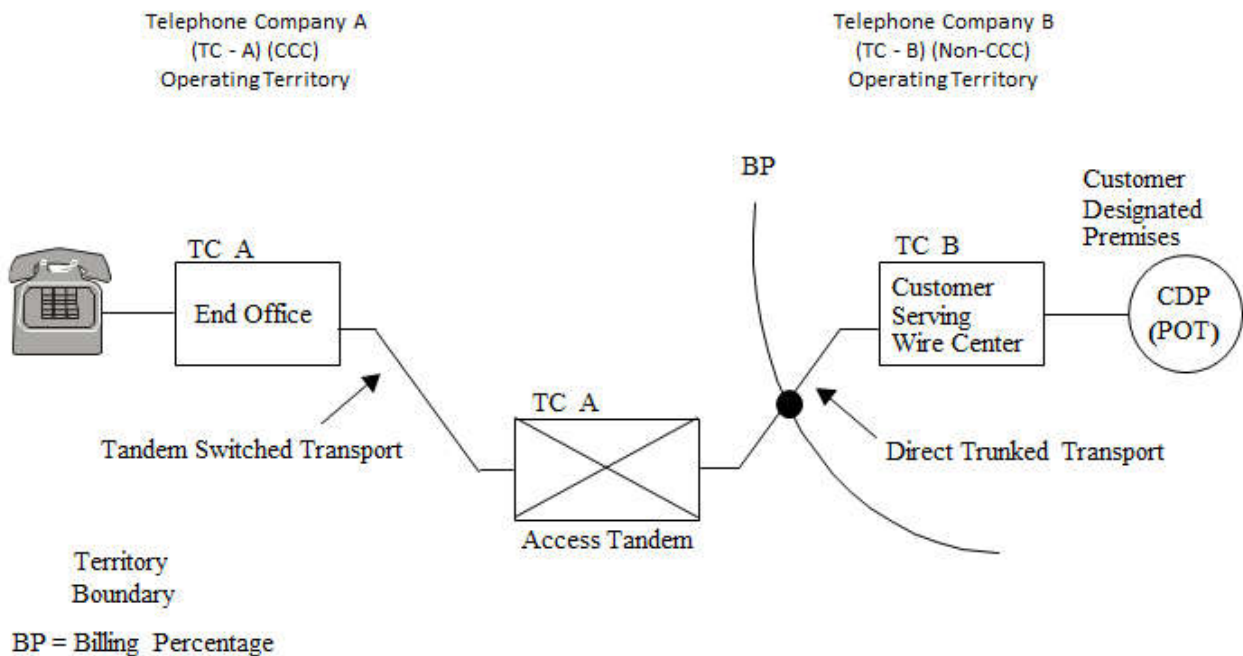 Telephone Company A
(TC - A) (CCC)
Operating Territory
Telephone Company B
(TC - B) (Non-CCC)
Operating Territory
BP
Customer
Designated
Premises
TC A
End Office
TC B
Customer
Serving
Wire Center
CDP
(POT)
Tandem Switched Transport
TC A
Direct Trunked Transport
Access Tandem
Territory
Boundary
BP = Billing Percentage